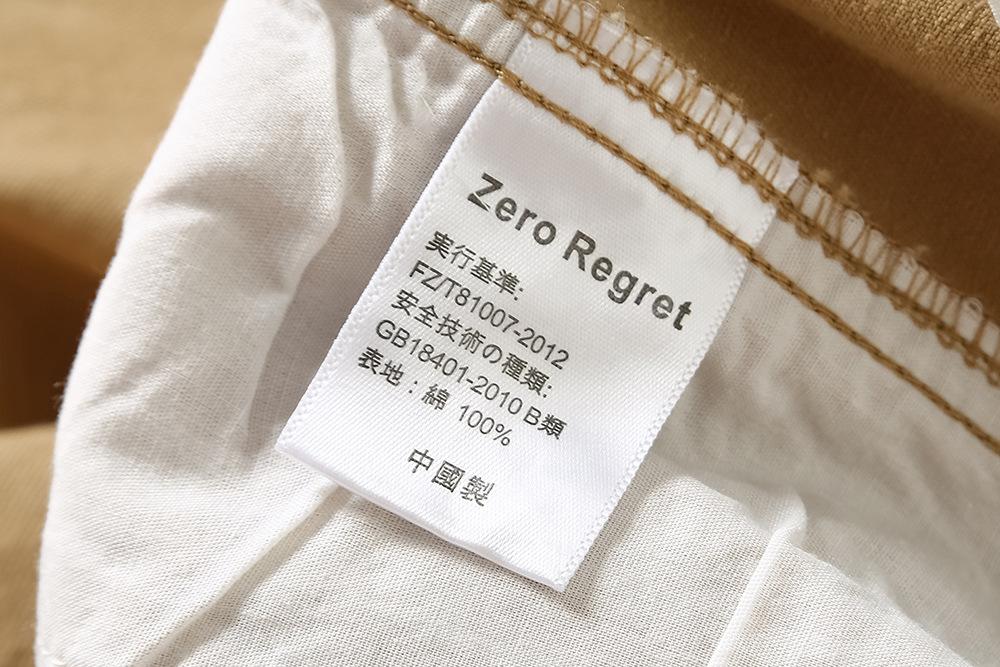 Zero Regret
実行基準:
FZ/T81007-2012
安全技術の種類:
GB18401-2010 B類
表地：綿 100%
中國製